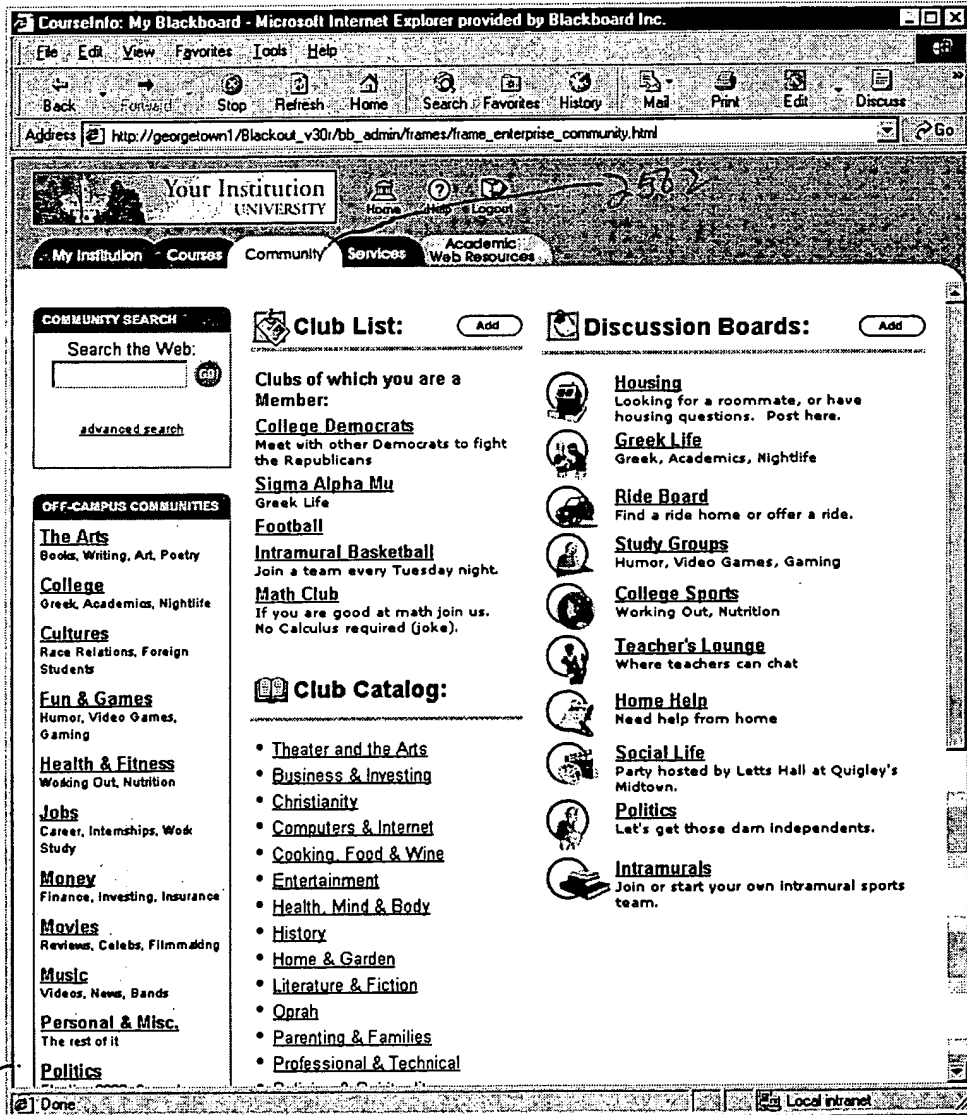 CourseInfo: My Blackboard - Microsoft Internet Explorer provided by Blackboard Inc.
File Edit View Favorites Tools Help
Back Forward Stop Refresh Home Search Favorites History Mail Print Edit Discuss
Address http://georgetown1/Blackout_v30r/bb_admin/frames/frame_enterprise_community.html Go
Your Institution
UNIVERSITY
Home Help Logout
2582
My Institution Courses Community Services Academic Web Resources
COMMUNITY SEARCH
Search the Web:
GO
advanced search
OFF-CAMPUS COMMUNITIES
The Arts
Books, Writing, Art, Poetry
College
Greek, Academics, Nightlife
Cultures
Race Relations, Foreign
Students
Fun & Games
Humor, Video Games,
Gaming
Health & Fitness
Working Out, Nutrition
Jobs
Career, Internships, Work
Study
Money
Finance, Investing, Insurance
Movies
Reviews, Celebs, Filmmaking
Music
Videos, News, Bands
Personal & Misc.
The rest of it
Politics
Club List: Add
Clubs of which you are a
Member:
College Democrats
Meet with other Democrats to fight
the Republicans
Sigma Alpha Mu
Greek Life
Football
Intramural Basketball
Join a team every Tuesday night.
Math Club
If you are good at math join us.
No Calculus required (joke).
Club Catalog:
• Theater and the Arts
• Business & Investing
• Christianity
• Computers & Internet
• Cooking, Food & Wine
• Entertainment
• Health, Mind & Body
• History
• Home & Garden
• Literature & Fiction
• Oprah
• Parenting & Families
• Professional & Technical
Discussion Boards: Add
Housing
Looking for a roommate, or have
housing questions. Post here.
Greek Life
Greek, Academics, Nightlife
Ride Board
Find a ride home or offer a ride.
Study Groups
Humor, Video Games, Gaming
College Sports
Working Out, Nutrition
Teacher's Lounge
Where teachers can chat
Home Help
Need help from home
Social Life
Party hosted by Letts Hall at Quigley's
Midtown.
Politics
Let's get those darn independents.
Intramurals
Join or start your own intramural sports
team.
Done Local intranet